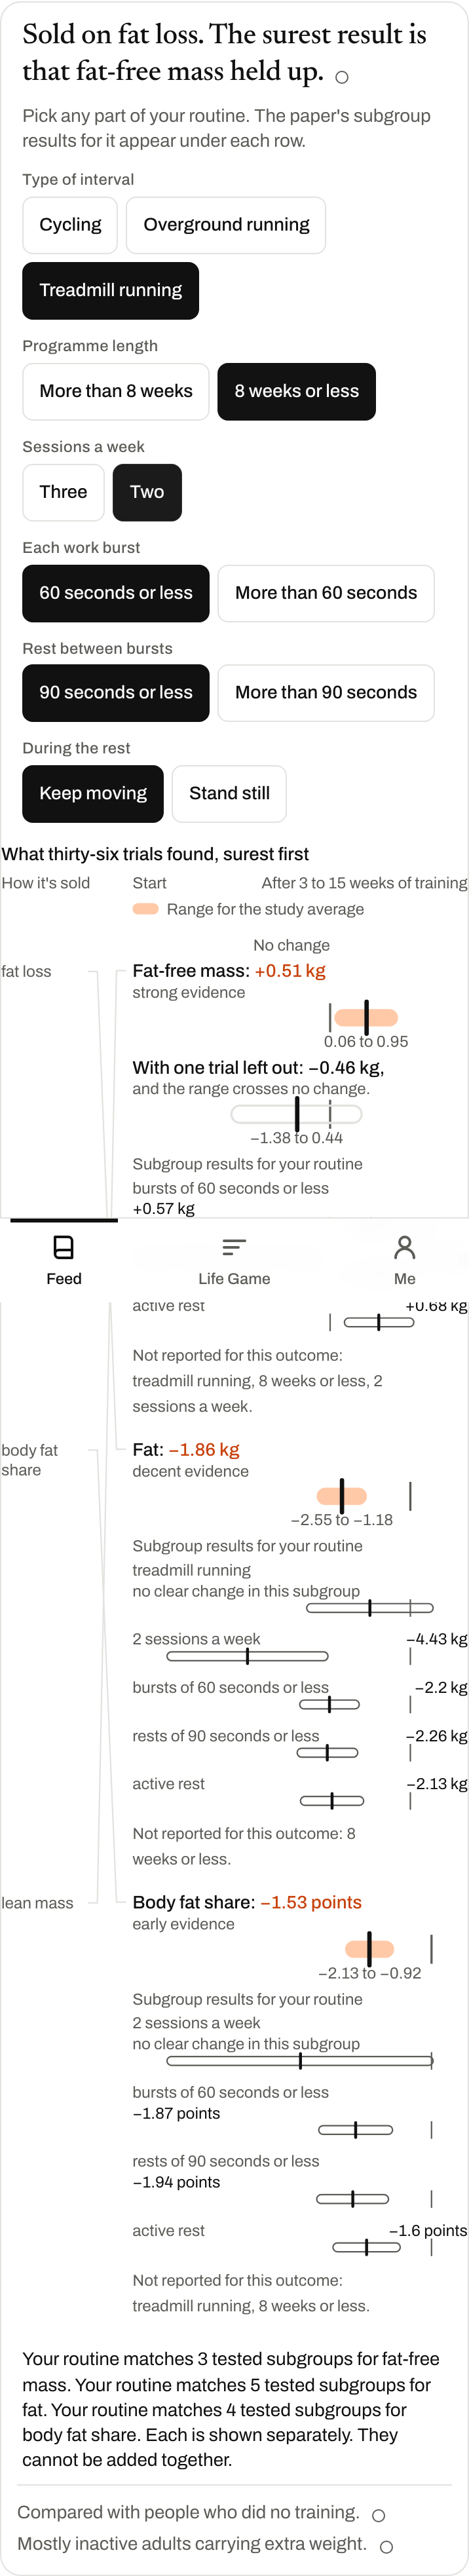 Sold on fat loss. The surest result is
that fat-free mass held up.
Pick any part of your routine. The paper's subgroup
results for it appear under each row.
Type of interval
Cycling
Overground running
Treadmill running
Programme length
More than 8 weeks
8 weeks or less
Sessions a week
Three
Two
Each work burst
60 seconds or less
More than 60 seconds
Rest between bursts
90 seconds or less
More than 90 seconds
During the rest
Keep moving
Stand still
What thirty-six trials found, surest first
How it's sold
Start
After 3 to 15 weeks of training
Range for the study average
No change
fat loss
Fat-free mass: +0.51 kg
strong evidence
0.06 to 0.95
With one trial left out: −0.46 kg,
and the range crosses no change.
−1.38 to 0.44
Subgroup results for your routine
bursts of 60 seconds or less
+0.57 kg
Feed
Life Game
Me
active rest
+0.68 kg
Not reported for this outcome:
treadmill running, 8 weeks or less, 2
sessions a week.
body fat
share
Fat: −1.86 kg
decent evidence
−2.55 to −1.18
Subgroup results for your routine
treadmill running
no clear change in this subgroup
2 sessions a week
−4.43 kg
bursts of 60 seconds or less
−2.2 kg
rests of 90 seconds or less
−2.26 kg
active rest
−2.13 kg
Not reported for this outcome: 8
weeks or less.
lean mass
Body fat share: −1.53 points
early evidence
−2.13 to −0.92
Subgroup results for your routine
2 sessions a week
no clear change in this subgroup
bursts of 60 seconds or less
−1.87 points
rests of 90 seconds or less
−1.94 points
active rest
−1.6 points
Not reported for this outcome:
treadmill running, 8 weeks or less.
Your routine matches 3 tested subgroups for fat-free
mass. Your routine matches 5 tested subgroups for
fat. Your routine matches 4 tested subgroups for
body fat share. Each is shown separately. They
cannot be added together.
Compared with people who did no training.
Mostly inactive adults carrying extra weight.